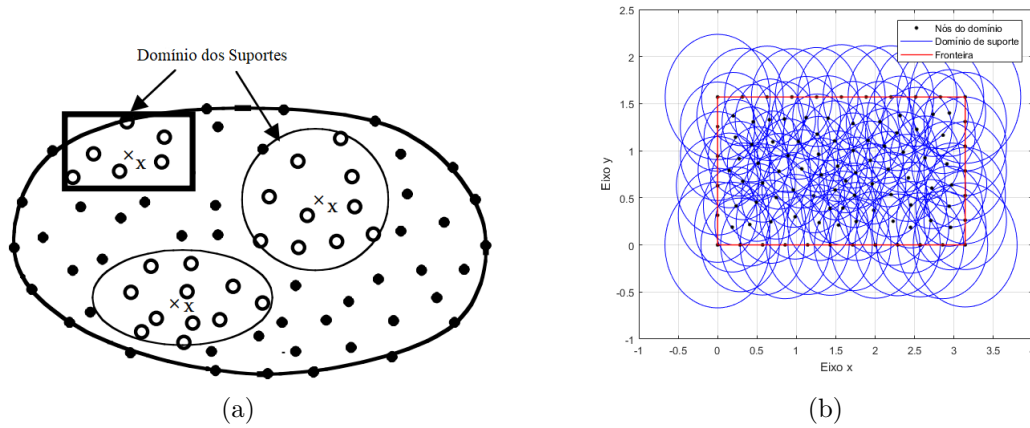 Domínio dos Suportes
x
x
x
(a)
2.5
2
1.5
1
0.5
0
-0.5
-1
Eixo y
-1
-0.5
0
0.5
1
1.5
2
2.5
3
3.5
4
Eixo x
Nós do domínio
Domínio de suporte
Fronteira
(b)